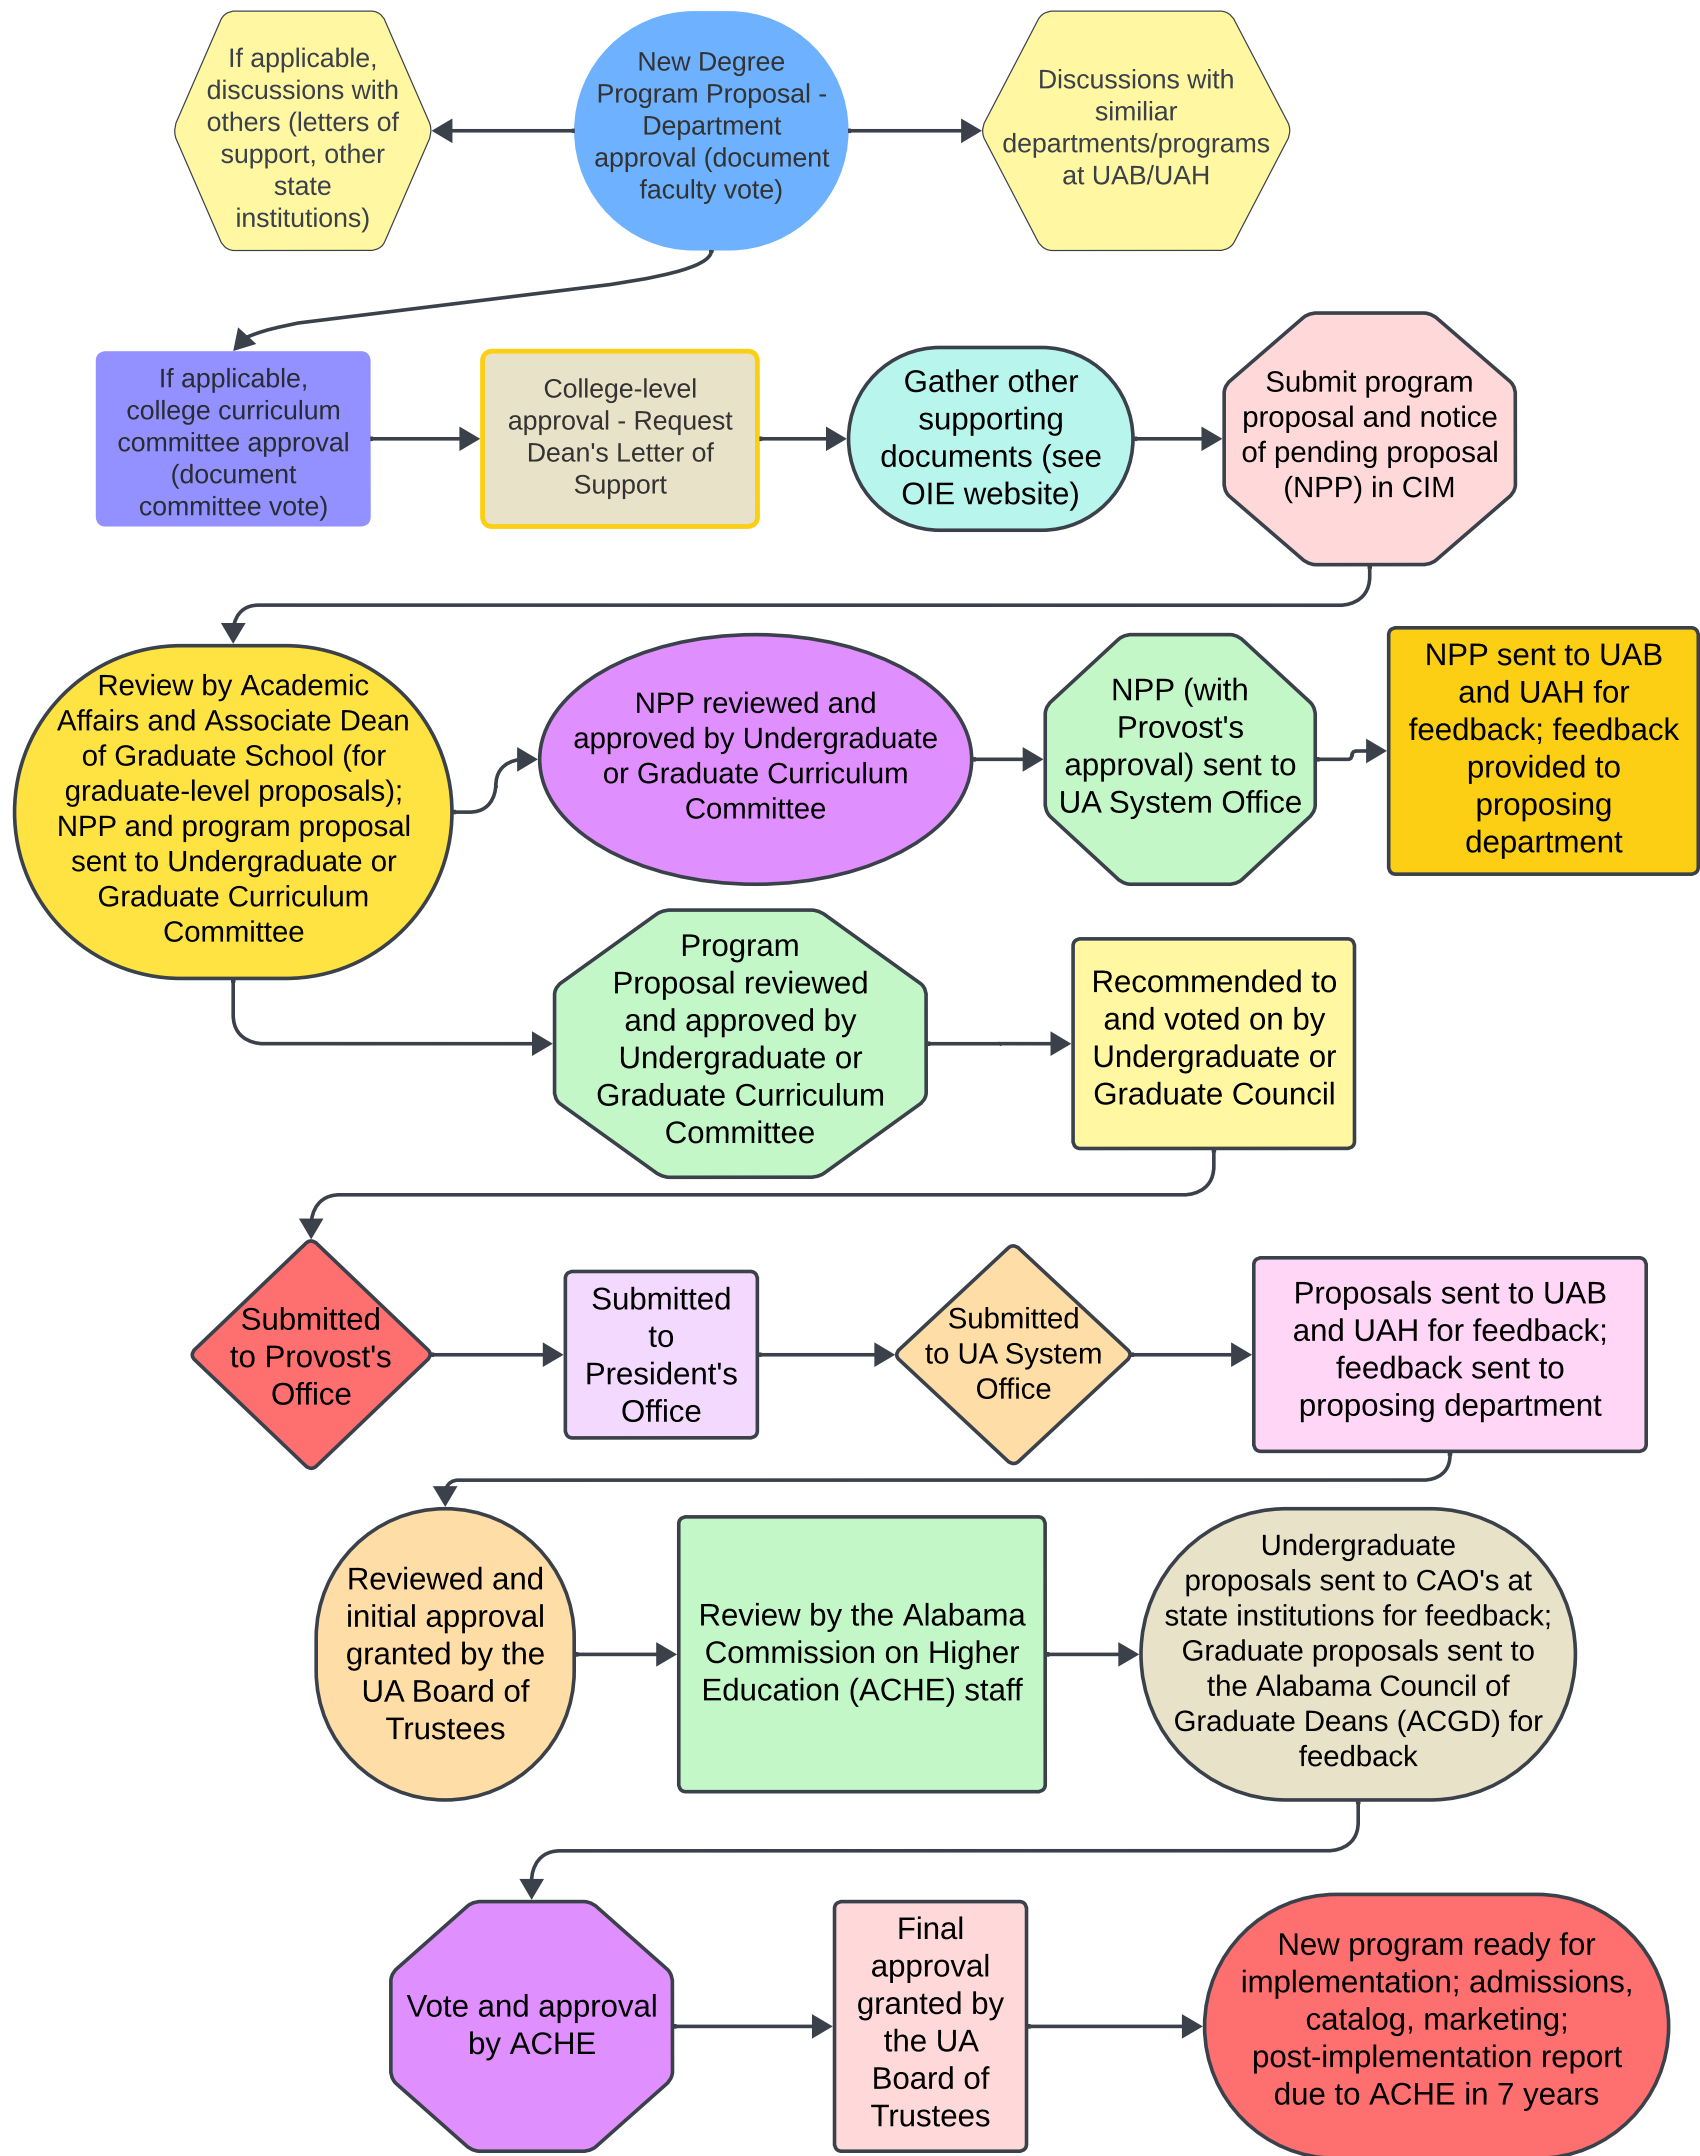 If applicable,
discussions with
others (letters of
support, other
state
institutions)
New Degree
Program Proposal -
Department
approval (document
faculty vote)
Discussions with
similiar
departments/programs
at UAB/UAH
If applicable,
college curriculum
committee approval
(document
committee vote)
College-level
approval - Request
Dean's Letter of
Support
Gather other
supporting
documents (see
OIE website)
Submit program
proposal and notice
of pending proposal
(NPP) in CIM
Review by Academic
Affairs and Associate Dean
of Graduate School (for
graduate-level proposals);
NPP and program proposal
sent to Undergraduate or
Graduate Curriculum
Committee
NPP reviewed and
approved by Undergraduate
or Graduate Curriculum
Committee
NPP (with
Provost's
approval) sent to
UA System Office
NPP sent to UAB
and UAH for
feedback; feedback
provided to
proposing
department
Program
Proposal reviewed
and approved by
Undergraduate or
Graduate Curriculum
Committee
Recommended to
and voted on by
Undergraduate or
Graduate Council
Submitted
to Provost's
Office
Submitted
to
President's
Office
Submitted
to UA System
Office
Proposals sent to UAB
and UAH for feedback;
feedback sent to
proposing department
Reviewed and
initial approval
granted by the
UA Board of
Trustees
Review by the Alabama
Commission on Higher
Education (ACHE) staff
Undergraduate
proposals sent to CAO's at
state institutions for feedback;
Graduate proposals sent to
the Alabama Council of
Graduate Deans (ACGD) for
feedback
Vote and approval
by ACHE
Final
approval
granted by
the UA
Board of
Trustees
New program ready for
implementation; admissions,
catalog, marketing;
post-implementation report
due to ACHE in 7 years